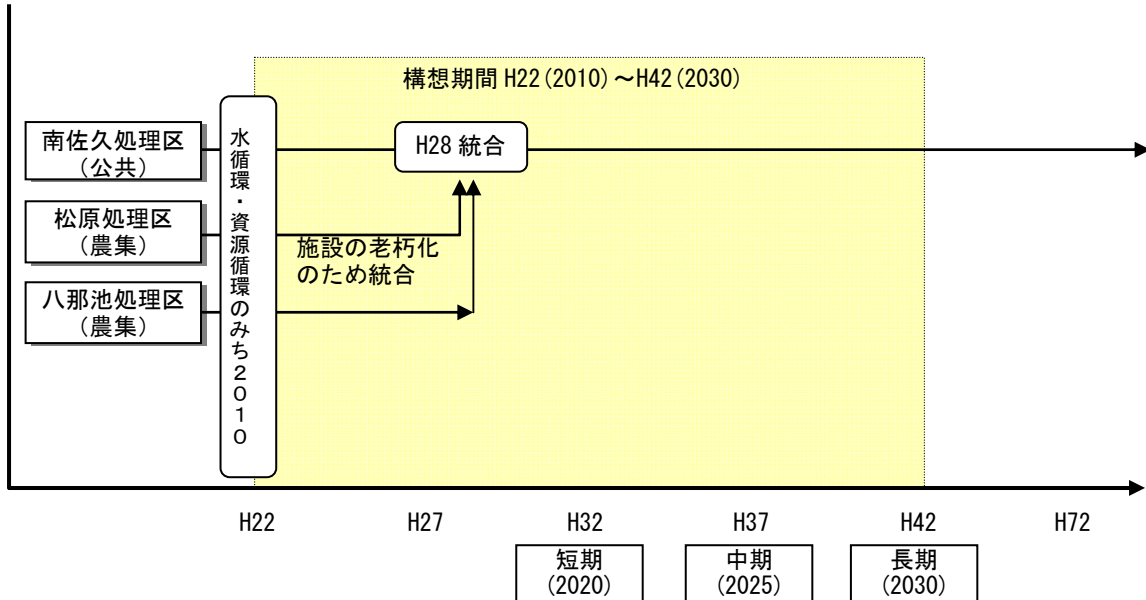 構想期間 H22(2010)～H42(2030)
南佐久処理区
（公共）
松原処理区
（農集）
八那池処理区
（農集）
水循環・資源循環のみち２０１０
H28 統合
施設の老朽化
のため統合
H22
H27
H32
H37
H42
H72
短期
(2020)
中期
(2025)
長期
(2030)